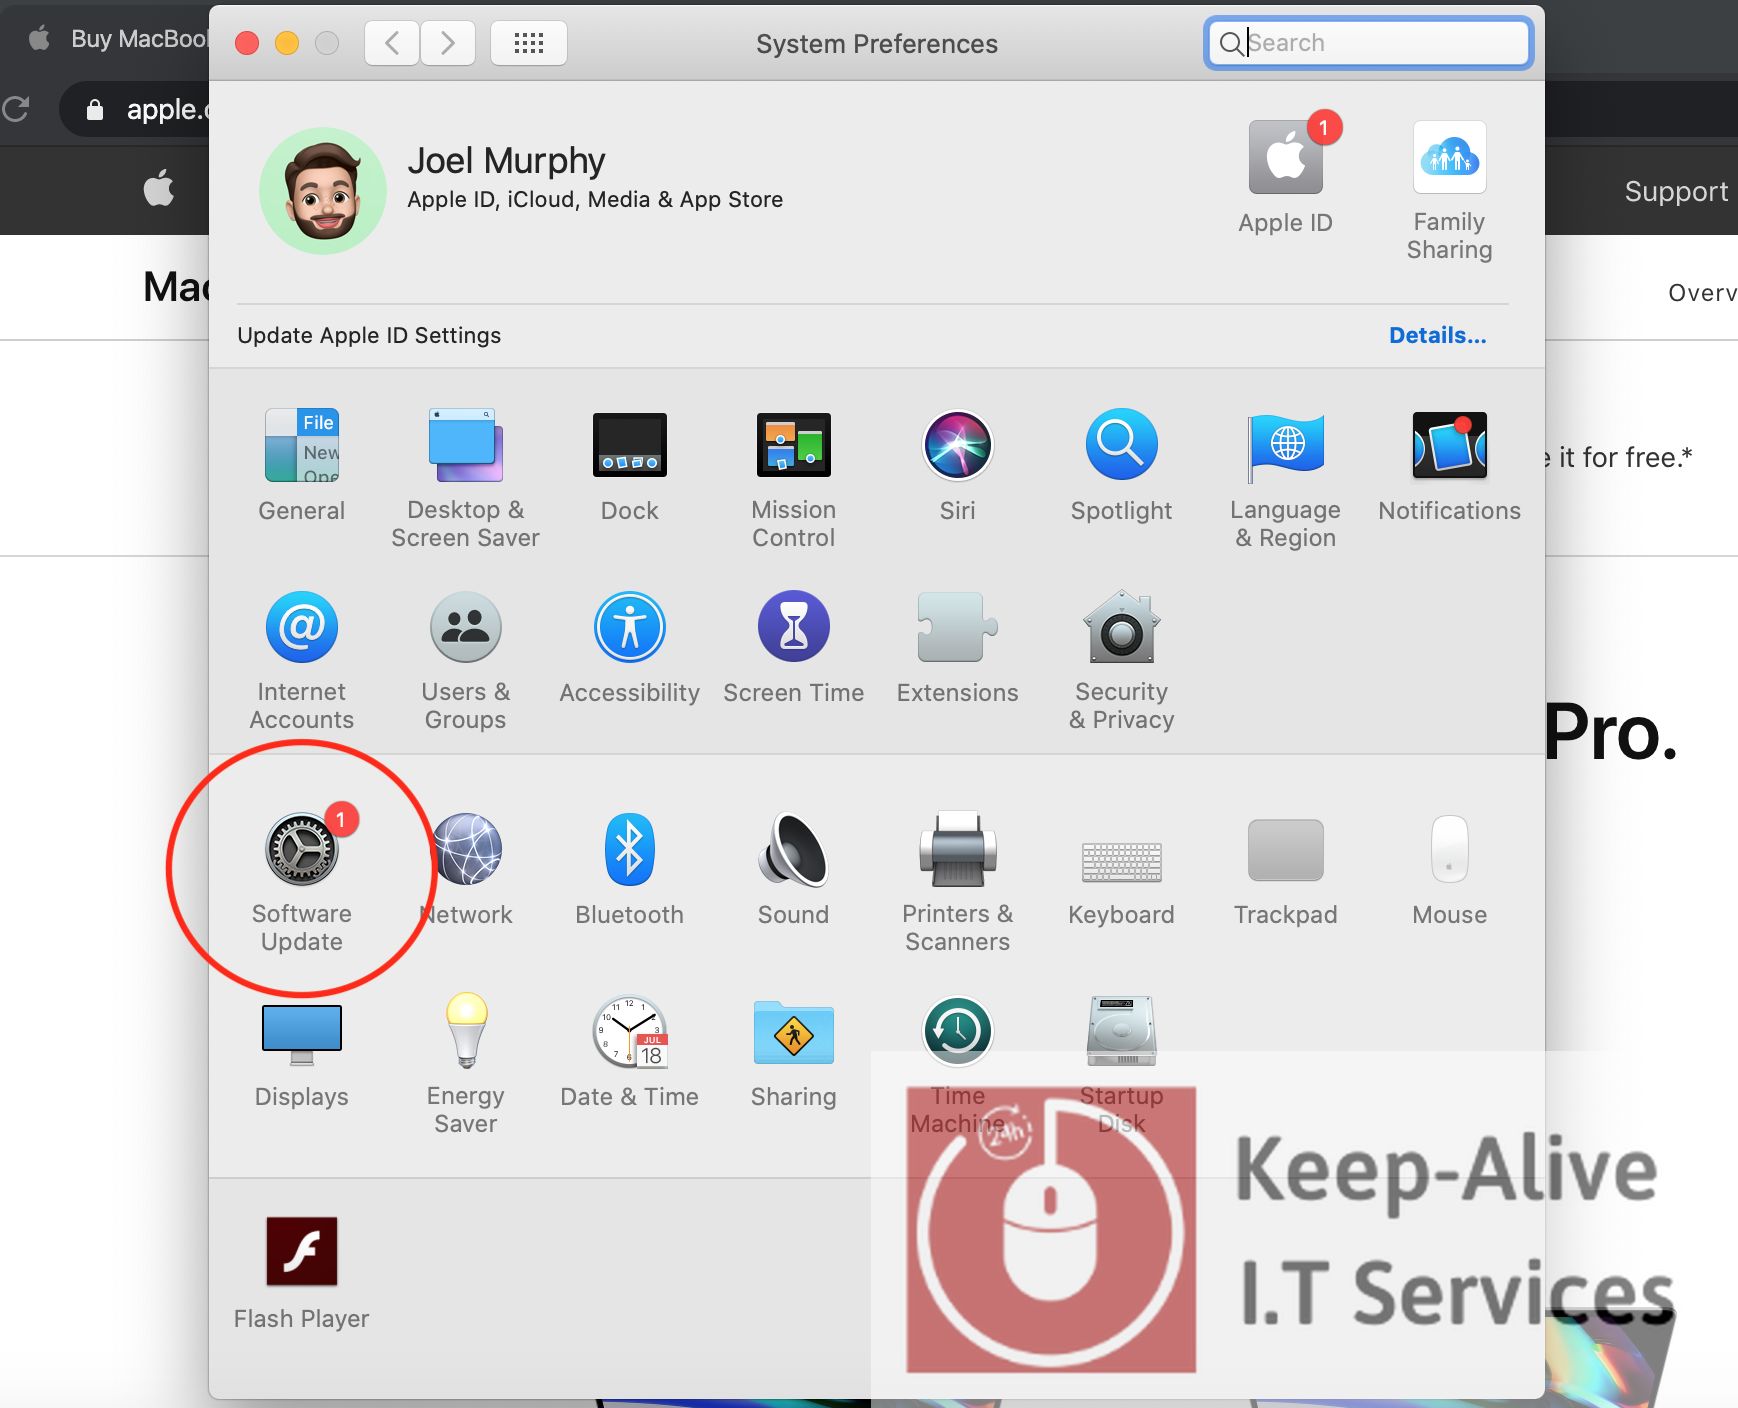 Buy MacBook
System Preferences
Search
apple.c
Joel Murphy
Apple ID, iCloud, Media & App Store
1
Apple ID
Family
Sharing
Support
Mac
Overv
Update Apple ID Settings
Details...
File
New
Ope
General
Desktop &
Screen Saver
Dock
Mission
Control
Siri
Spotlight
Language
& Region
Notifications
e it for free.*
@
Internet
Accounts
Users &
Groups
Accessibility
Screen Time
Extensions
Security
& Privacy
Pro.
1
Software
Update
Network
Bluetooth
Sound
Printers &
Scanners
Keyboard
Trackpad
Mouse
Displays
Energy
Saver
JUL
18
Date & Time
Sharing
Time
Machine
Startup
Disk
24h
Keep-Alive
I.T Services
Flash Player